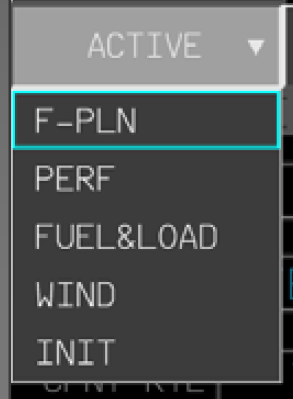 ACTIVE ▼
F-PLN
PERF
FUEL&LOAD
WIND
INIT